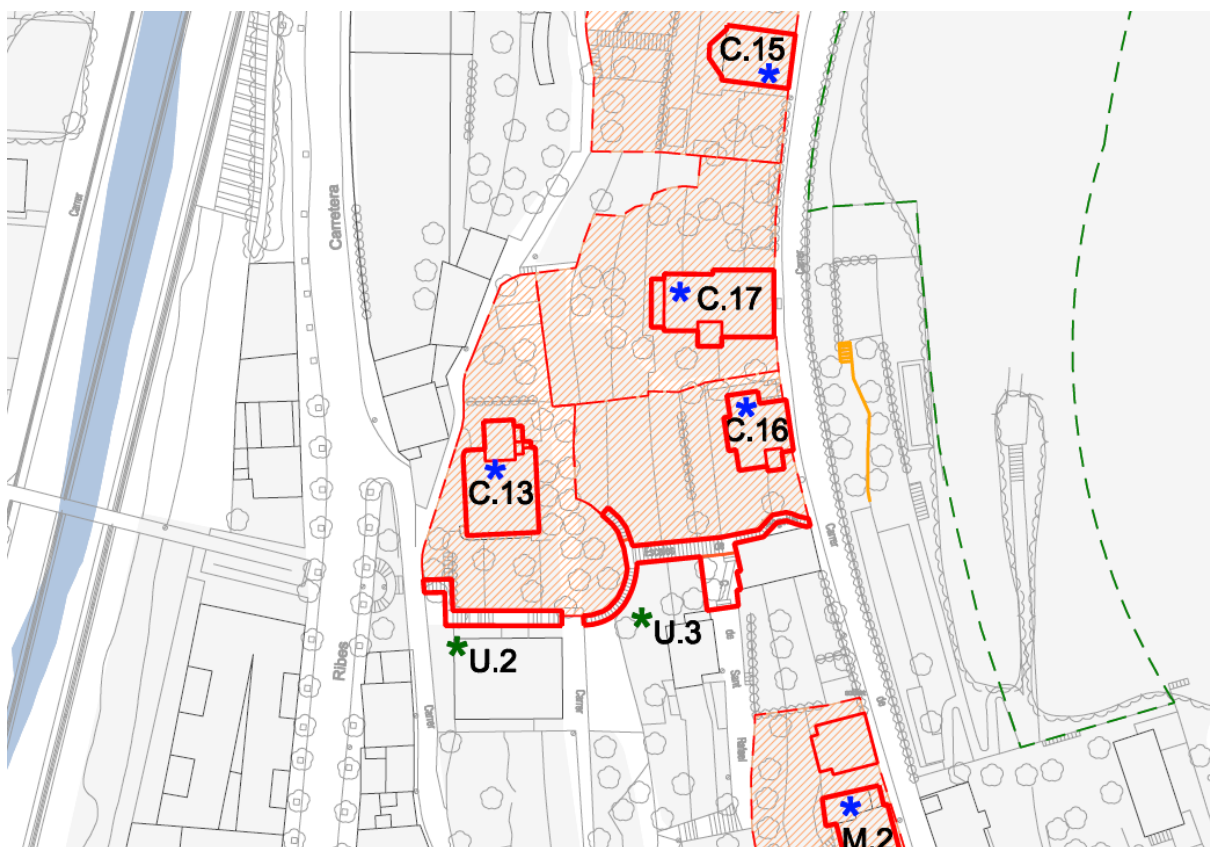 C.15
*
Carrer
Carretera
Carrer
* C.17
*
C.16
*
C.13
Carrer
Ribes
*
U.3
*
U.2
de
Sant
Rafael
Carrer
Carrer
de
*
M.2